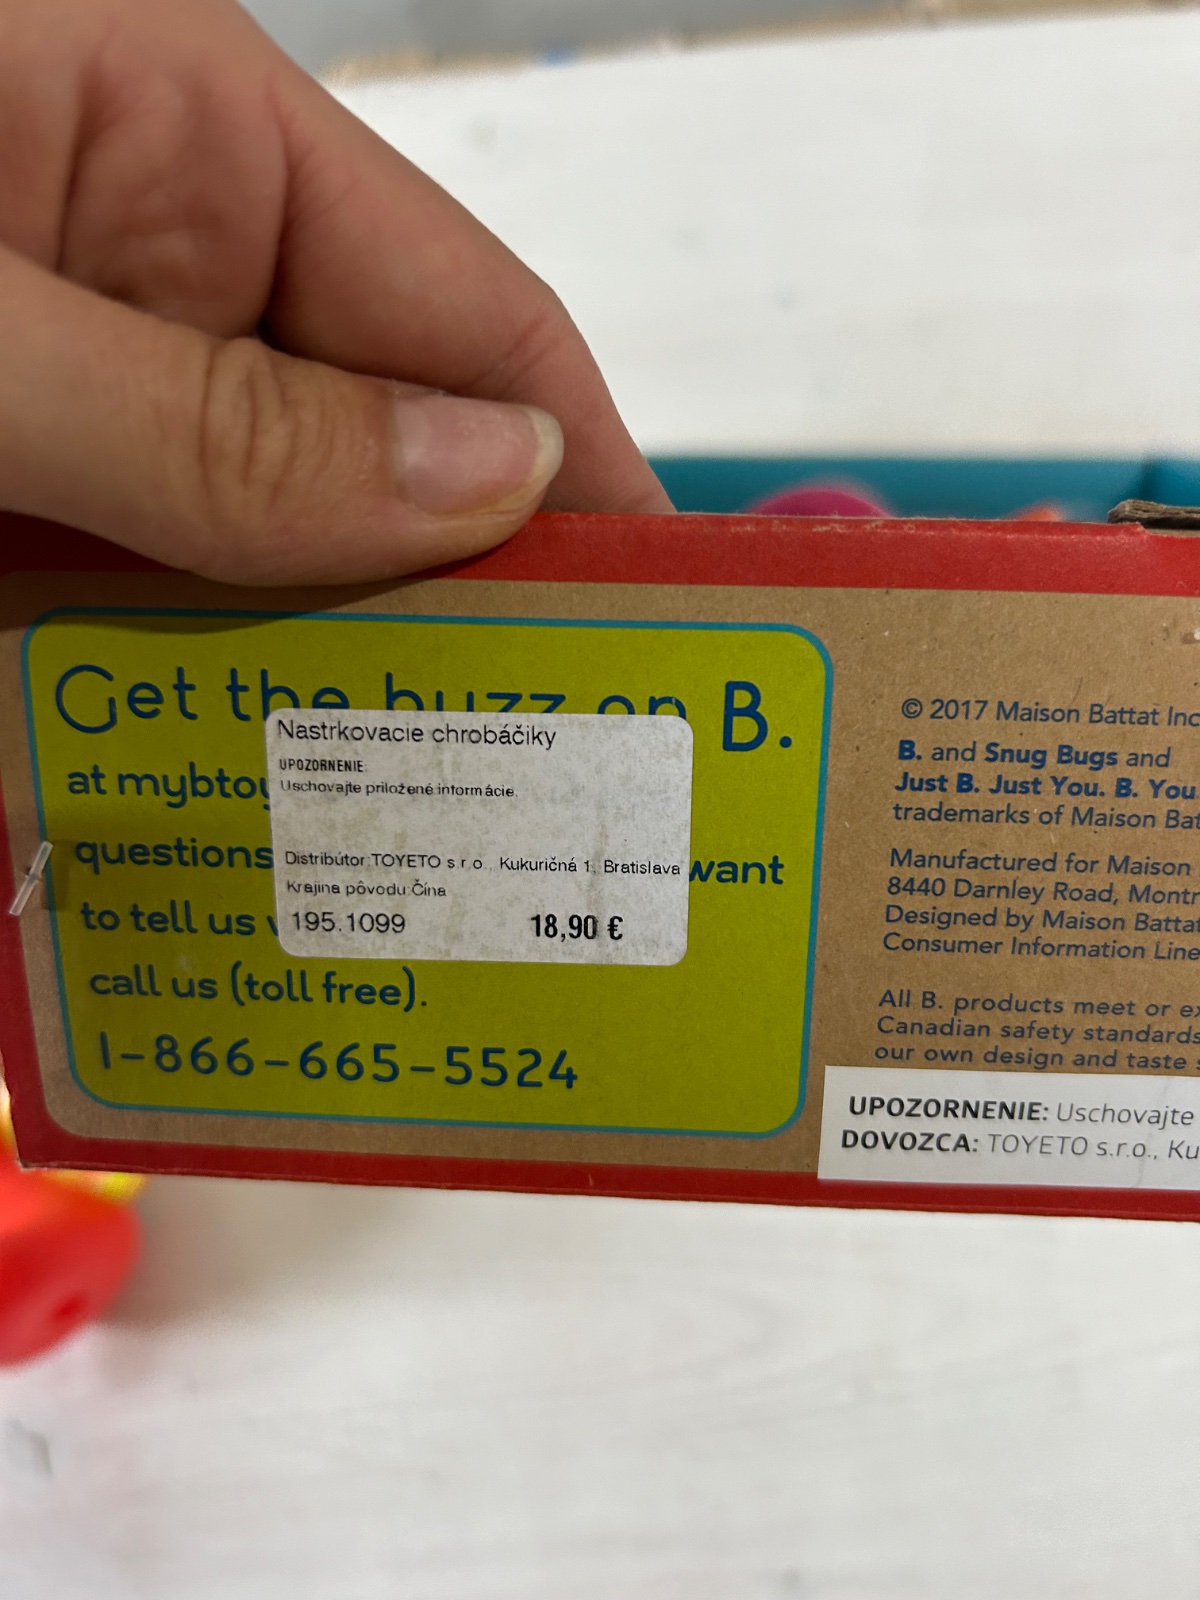 Get the buzz on B.
at mybtoy
questions
want
to tell us
call us (toll free).
1-866-665-5524
Nastrkovacie chrobáčiky
UPOZORNENIE:
Uschovajte priložené informácie.
Distribútor:TOYETO s.r.o., Kukuričná 1, Bratislava
Krajina pôvodu:Čína
195.1099 18,90 €
© 2017 Maison Battat Inc
B. and Snug Bugs and
Just B. Just You. B. You
trademarks of Maison Bat
Manufactured for Maison
8440 Darnley Road, Montr
Designed by Maison Battat
Consumer Information Line
All B. products meet or ex
Canadian safety standards
our own design and taste s
UPOZORNENIE: Uschovajte
DOVOZCA: TOYETO s.r.o., Ku